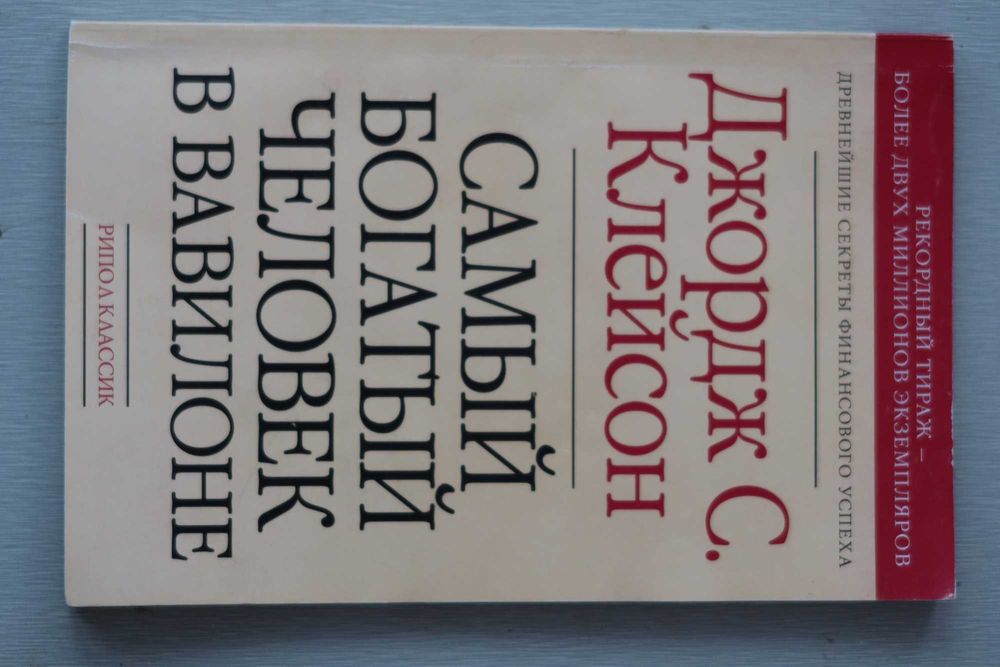 РЕКОРДНЫЙ ТИРАЖ –
БОЛЕЕ ДВУХ МИЛЛИОНОВ ЭКЗЕМПЛЯРОВ
ДРЕВНЕЙШИЕ СЕКРЕТЫ ФИНАНСОВОГО УСПЕХА
Джордж С.
Клейсон
САМЫЙ
БОГАТЫЙ
ЧЕЛОВЕК
В ВАВИЛОНЕ
РИПОЛ КЛАССИК